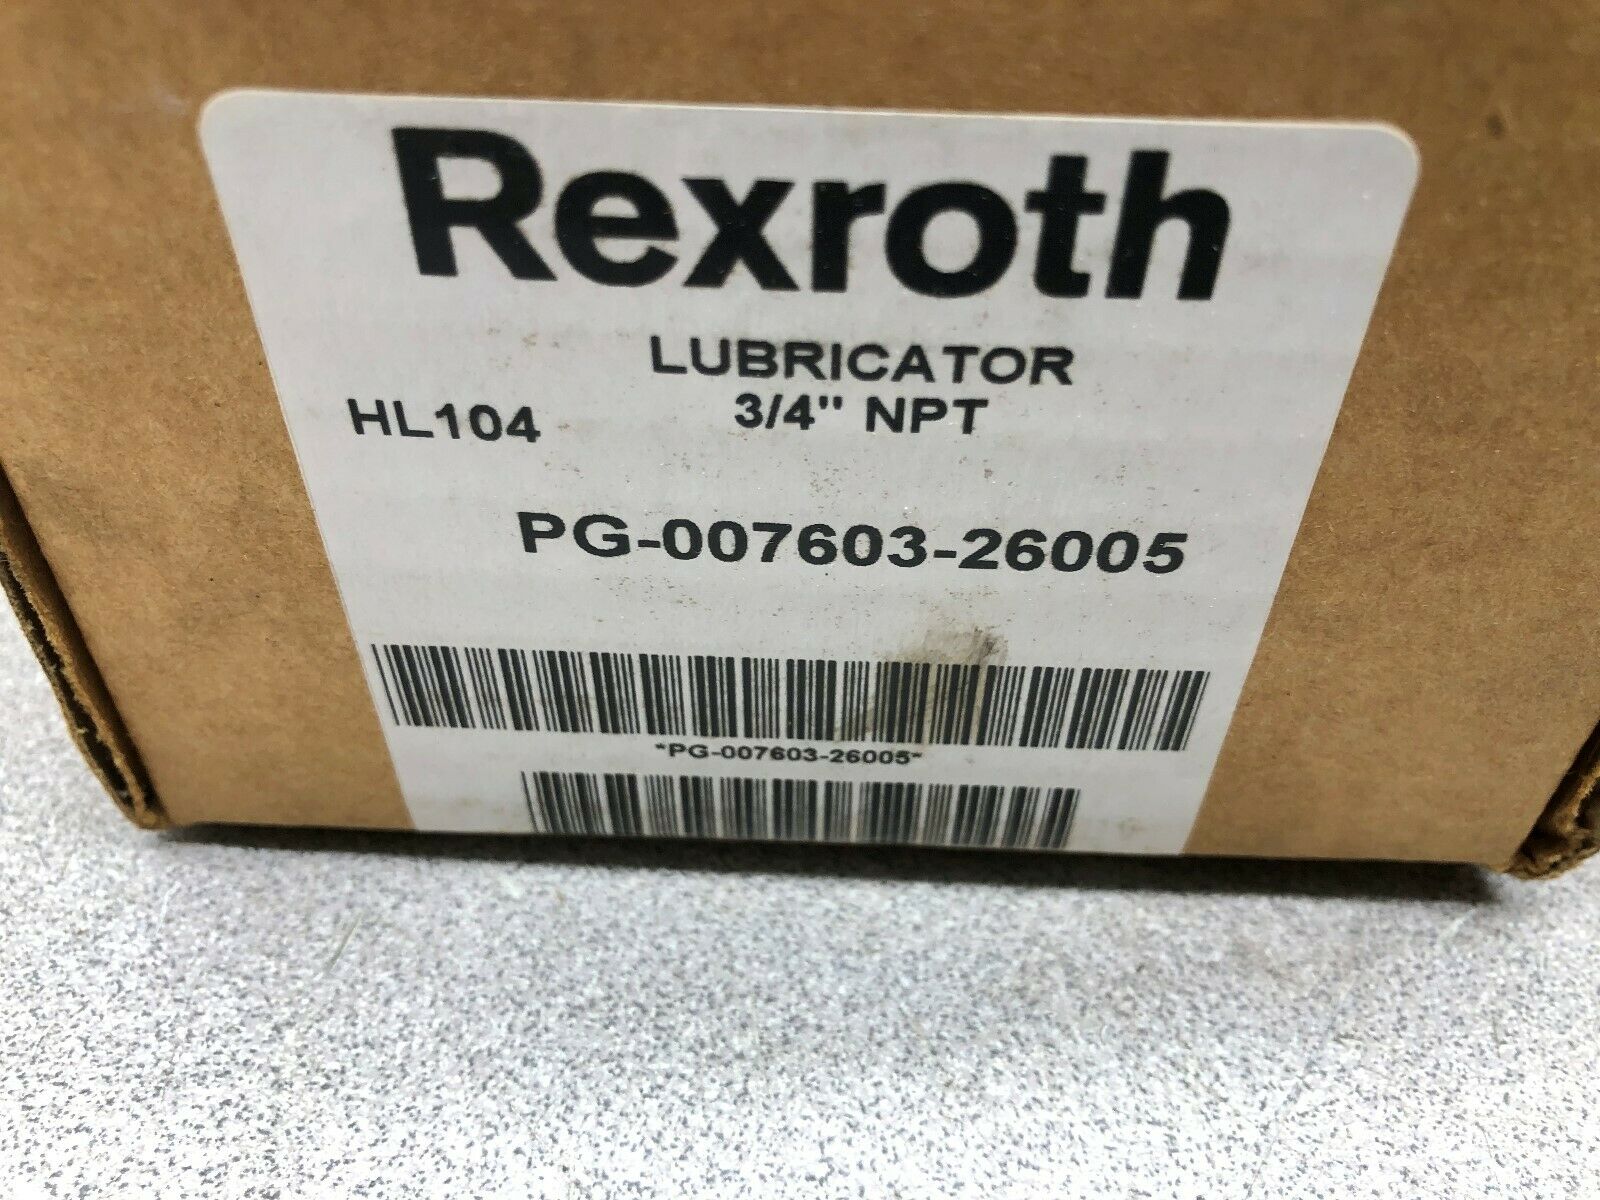 Rexroth
LUBRICATOR
HL104 3/4" NPT
PG-007603-26005
*PG-007603-26005*